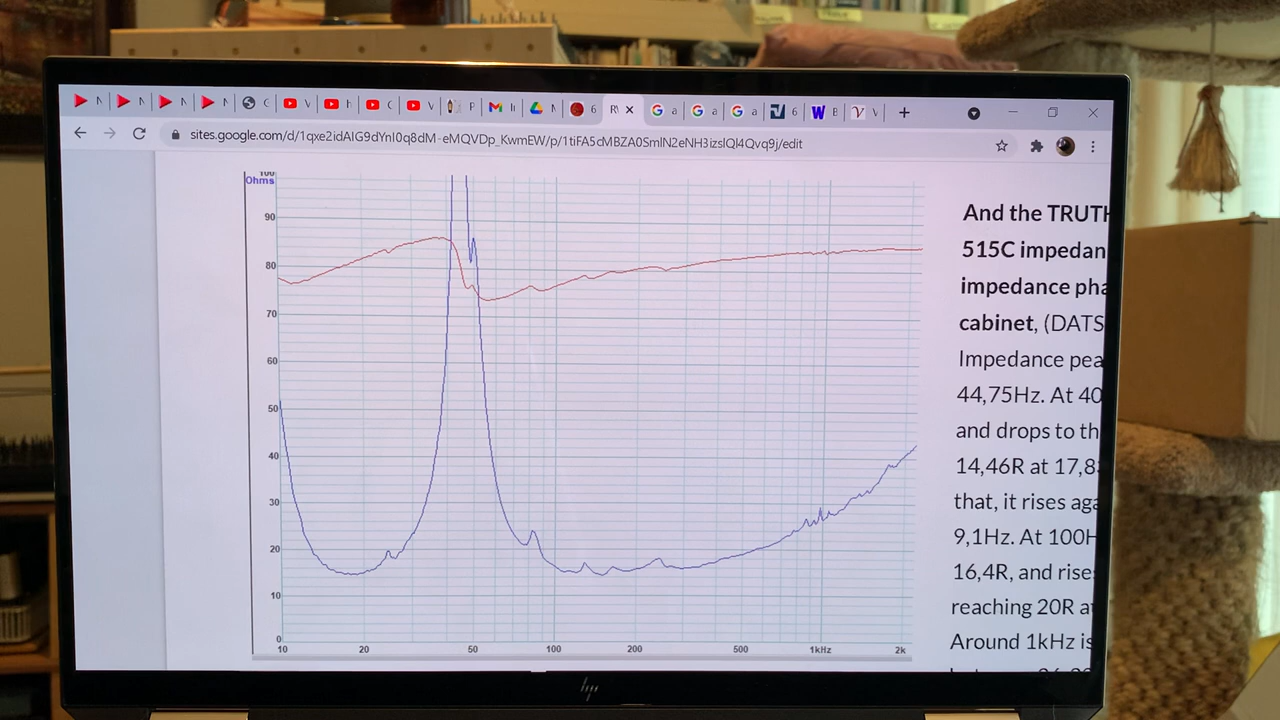 sites.google.com/d/1qxe2idAIG9dYnI0q8dM-eMQVDp_KwmEW/p/1tiFA5cMBZA0SmlN2eNH3izslQl4Qvq9j/edit
100
Ohms
90
80
70
60
50
40
30
20
10
0
10 20 50 100 200 500 1kHz 2k
And the TRUTH
515C impedan
impedance pha
cabinet, (DATS
Impedance pea
44,75Hz. At 40
and drops to th
14,46R at 17,8
that, it rises aga
9,1Hz. At 100H
16,4R, and rise
reaching 20R a
Around 1kHz is
hp